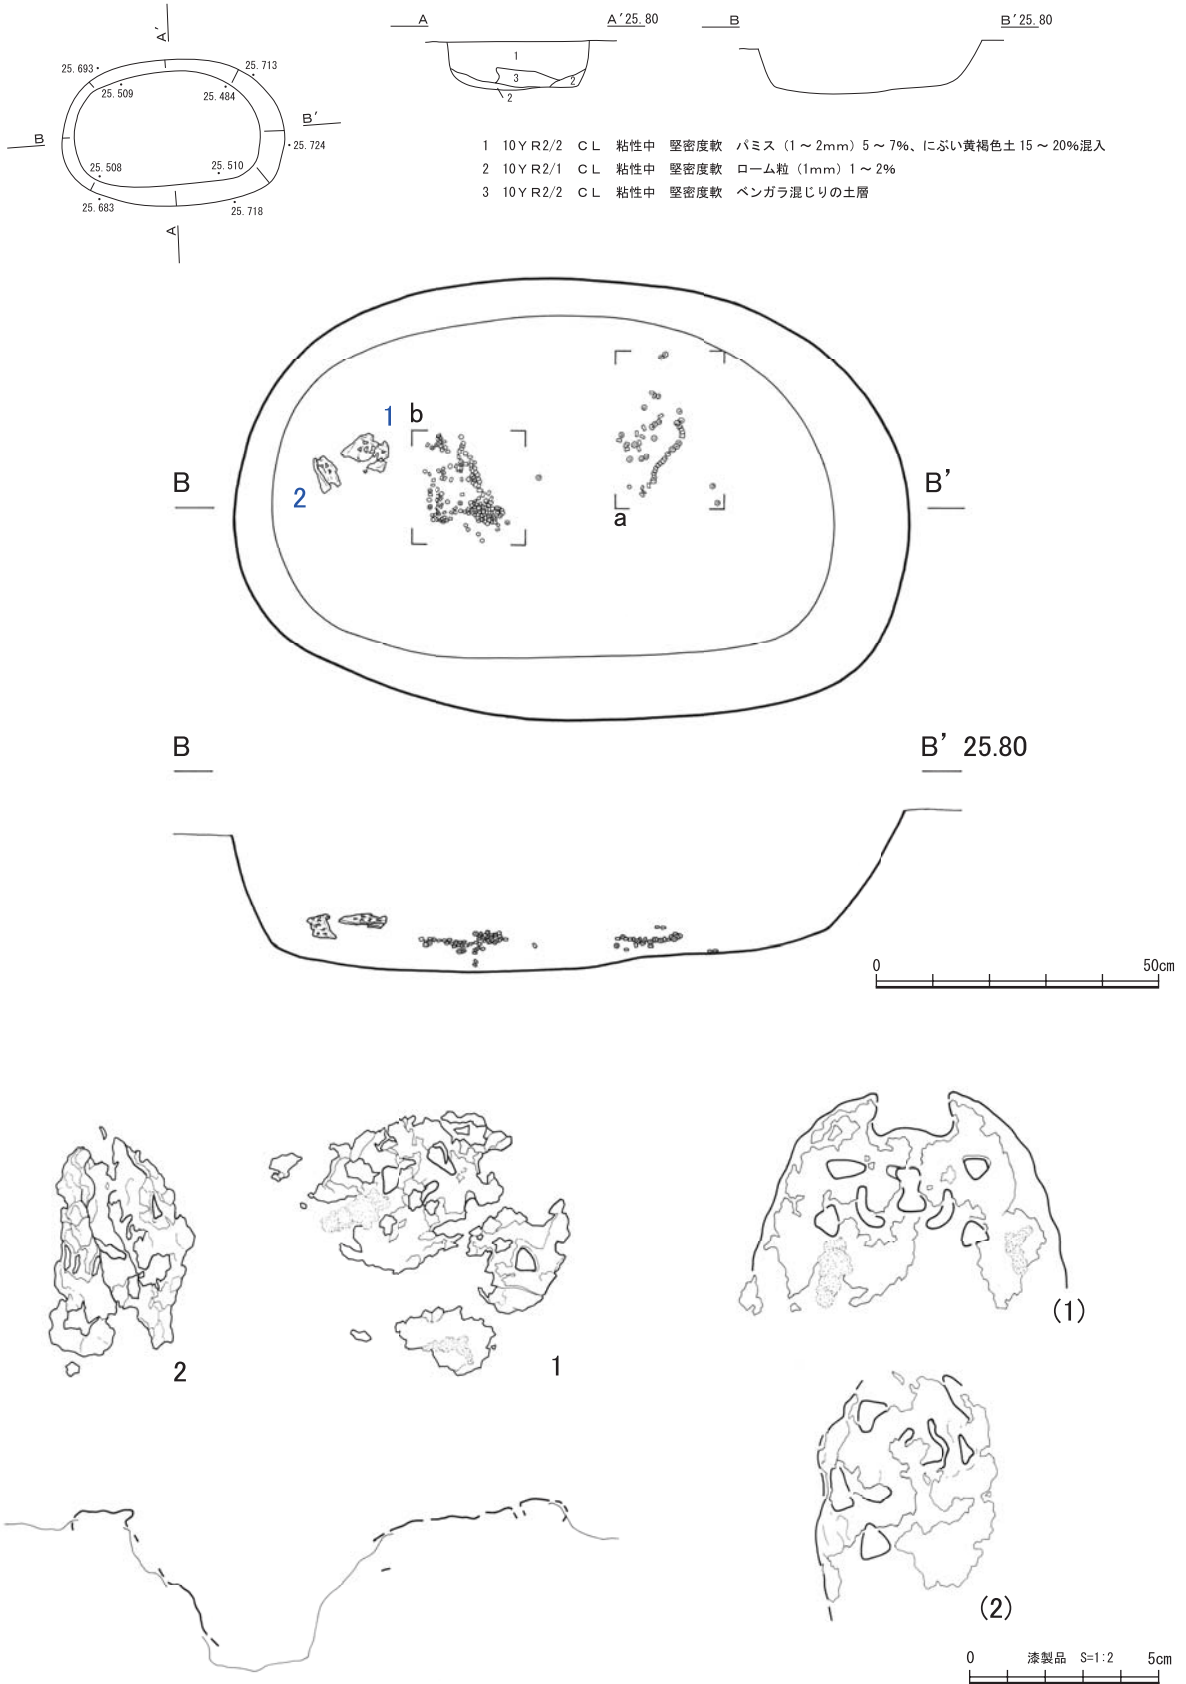 A'
25.693
25.713
25.509
25.484
B
B'
25.724
25.508
25.510
25.683
25.718
A
A A'25.80
1
3
2
2
B B'25.80
1 10YR2/2 CL 粘性中 堅密度軟 パミス（1～2mm）5～7%、にぶい黄褐色土15～20%混入
2 10YR2/1 CL 粘性中 堅密度軟 ローム粒（1mm）1～2%
3 10YR2/2 CL 粘性中 堅密度軟 ベンガラ混じりの土層
1 b
2
B B'
a
B B' 25.80
0 50cm
2
1
(1)
(2)
0 漆製品 S=1:2 5cm